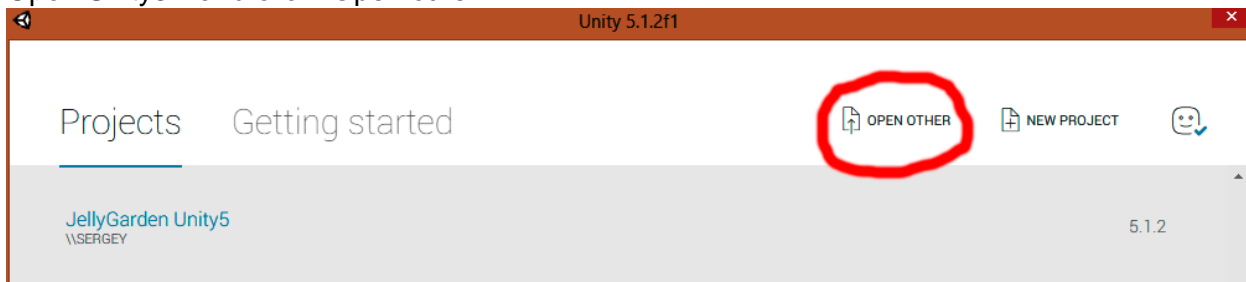 Unity 5.1.2f1
Projects Getting started OPEN OTHER NEW PROJECT
JellyGarden Unity5
\\SERGEY
5.1.2